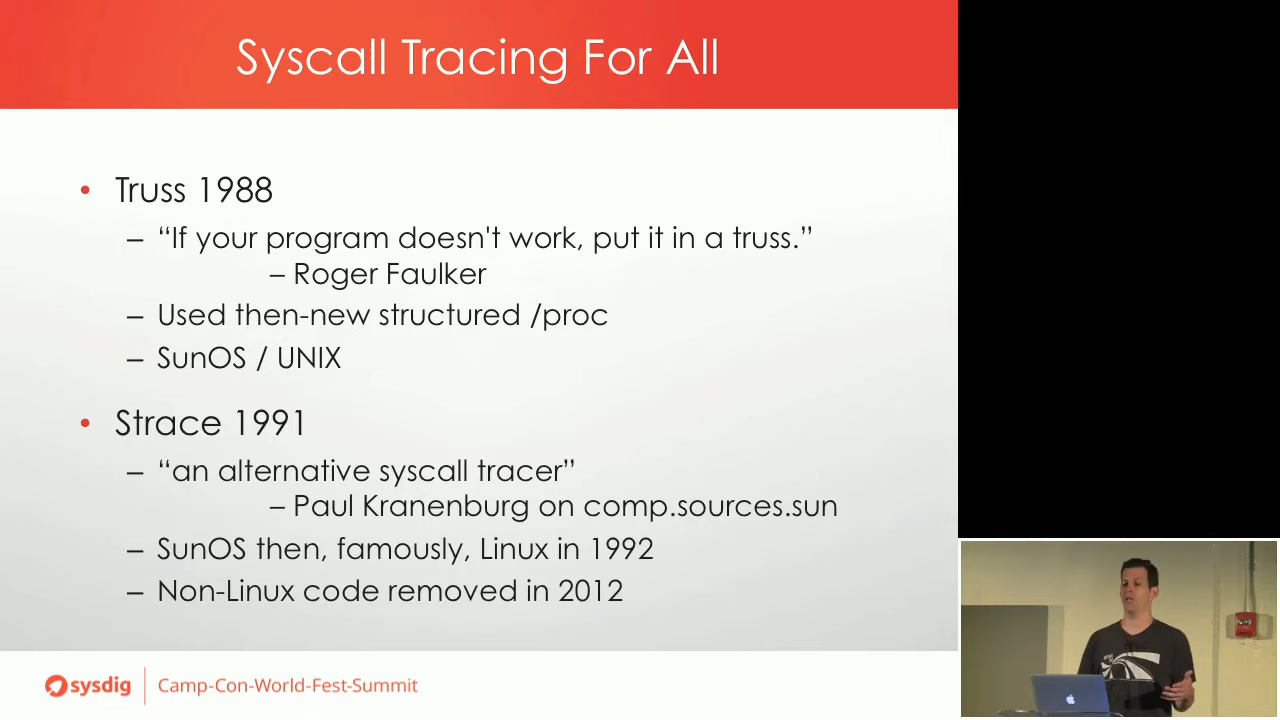 Syscall Tracing For All
• Truss 1988
– “If your program doesn't work, put it in a truss.”
– Roger Faulker
– Used then-new structured /proc
– SunOS / UNIX
• Strace 1991
– “an alternative syscall tracer”
– Paul Kranenburg on comp.sources.sun
– SunOS then, famously, Linux in 1992
– Non-Linux code removed in 2012
sysdig
Camp-Con-World-Fest-Summit